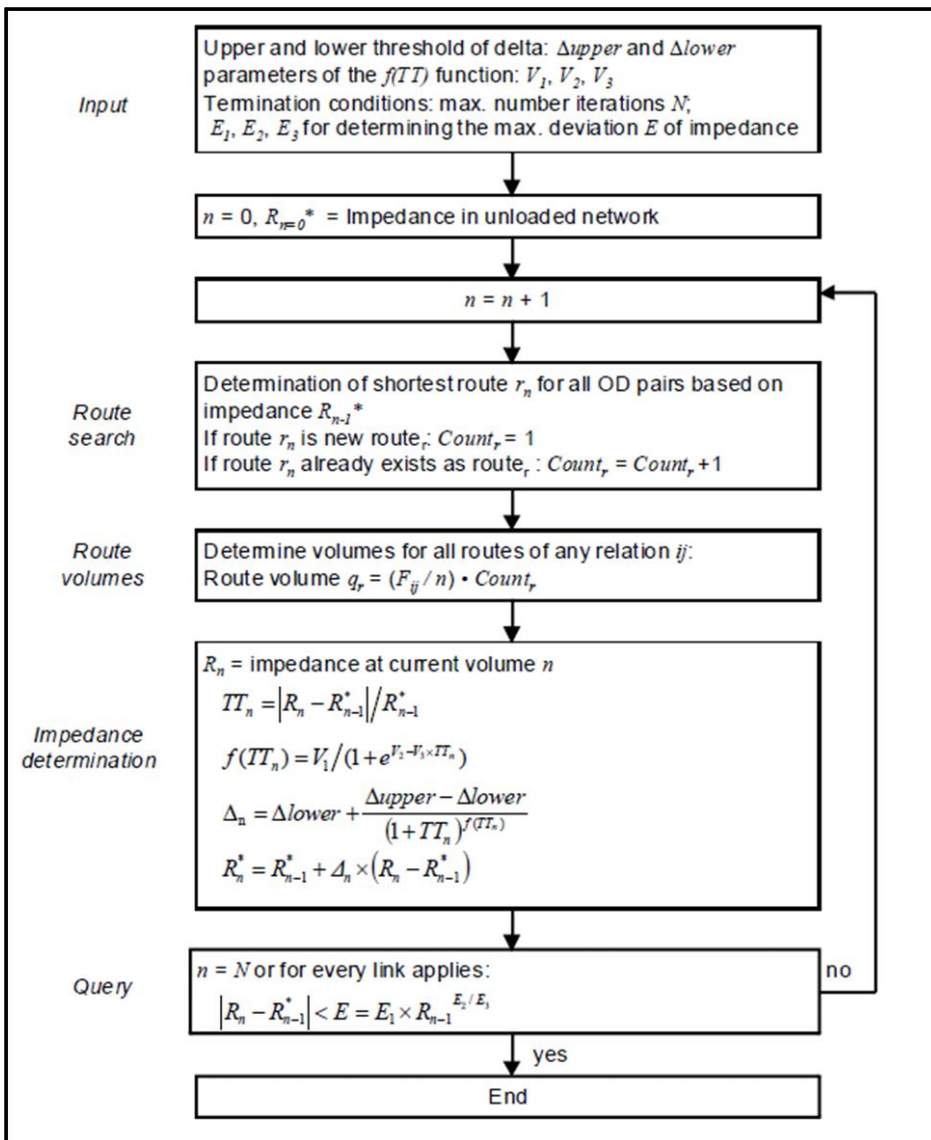 Input
Upper and lower threshold of delta: Δupper and Δlower
parameters of the f(TT) function: V₁, V₂, V₃
Termination conditions: max. number iterations N;
E₁, E₂, E₃ for determining the max. deviation E of impedance
n = 0, Rₙ₌₀* = Impedance in unloaded network
n = n + 1
Route
search
Determination of shortest route rₙ for all OD pairs based on
impedance Rₙ₋₁*
If route rₙ is new routeᵣ: Countᵣ = 1
If route rₙ already exists as routeᵣ : Countᵣ = Countᵣ +1
Route
volumes
Determine volumes for all routes of any relation ij:
Route volume qᵣ = (F_ij / n) • Countᵣ
Impedance
determination
Rₙ = impedance at current volume n
TTₙ = |Rₙ − R*ₙ₋₁| / R*ₙ₋₁
f(TTₙ) = V₁/(1+e^(V₂−V₃×TTₙ))
Δₙ = Δlower + (Δupper − Δlower) / (1+TTₙ)^f(TTₙ)
R*ₙ = R*ₙ₋₁ + Δₙ × (Rₙ − R*ₙ₋₁)
Query
n = N or for every link applies:
|Rₙ − R*ₙ₋₁| < E = E₁ × Rₙ₋₁^(E₂/E₃)
no
yes
End